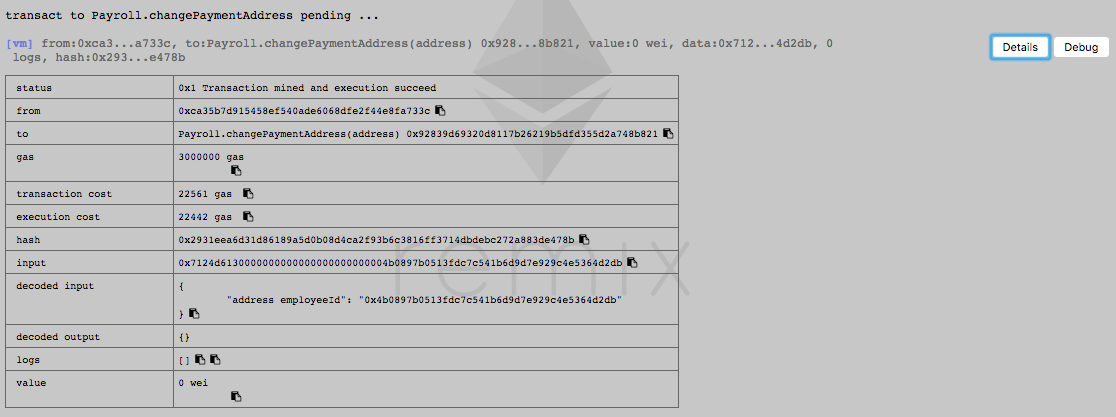 transact to Payroll.changePaymentAddress pending ...
[vm] from:0xca3...a733c, to:Payroll.changePaymentAddress(address) 0x928...8b821, value:0 wei, data:0x712...4d2db, 0
logs, hash:0x293...e478b
Details Debug
status 0x1 Transaction mined and execution succeed
from 0xca35b7d915458ef540ade6068dfe2f44e8fa733c
to Payroll.changePaymentAddress(address) 0x92839d69320d8117b26219b5dfd355d2a748b821
gas 3000000 gas
transaction cost 22561 gas
execution cost 22442 gas
hash 0x2931eea6d31d86189a5d0b08d4ca2f93b6c3816ff3714dbdebc272a883de478b
input 0x7124d6130000000000000000000000004b0897b0513fdc7c541b6d9d7e929c4e5364d2db
decoded input {
"address employeeId": "0x4b0897b0513fdc7c541b6d9d7e929c4e5364d2db"
}
decoded output {}
logs []
value 0 wei
remix